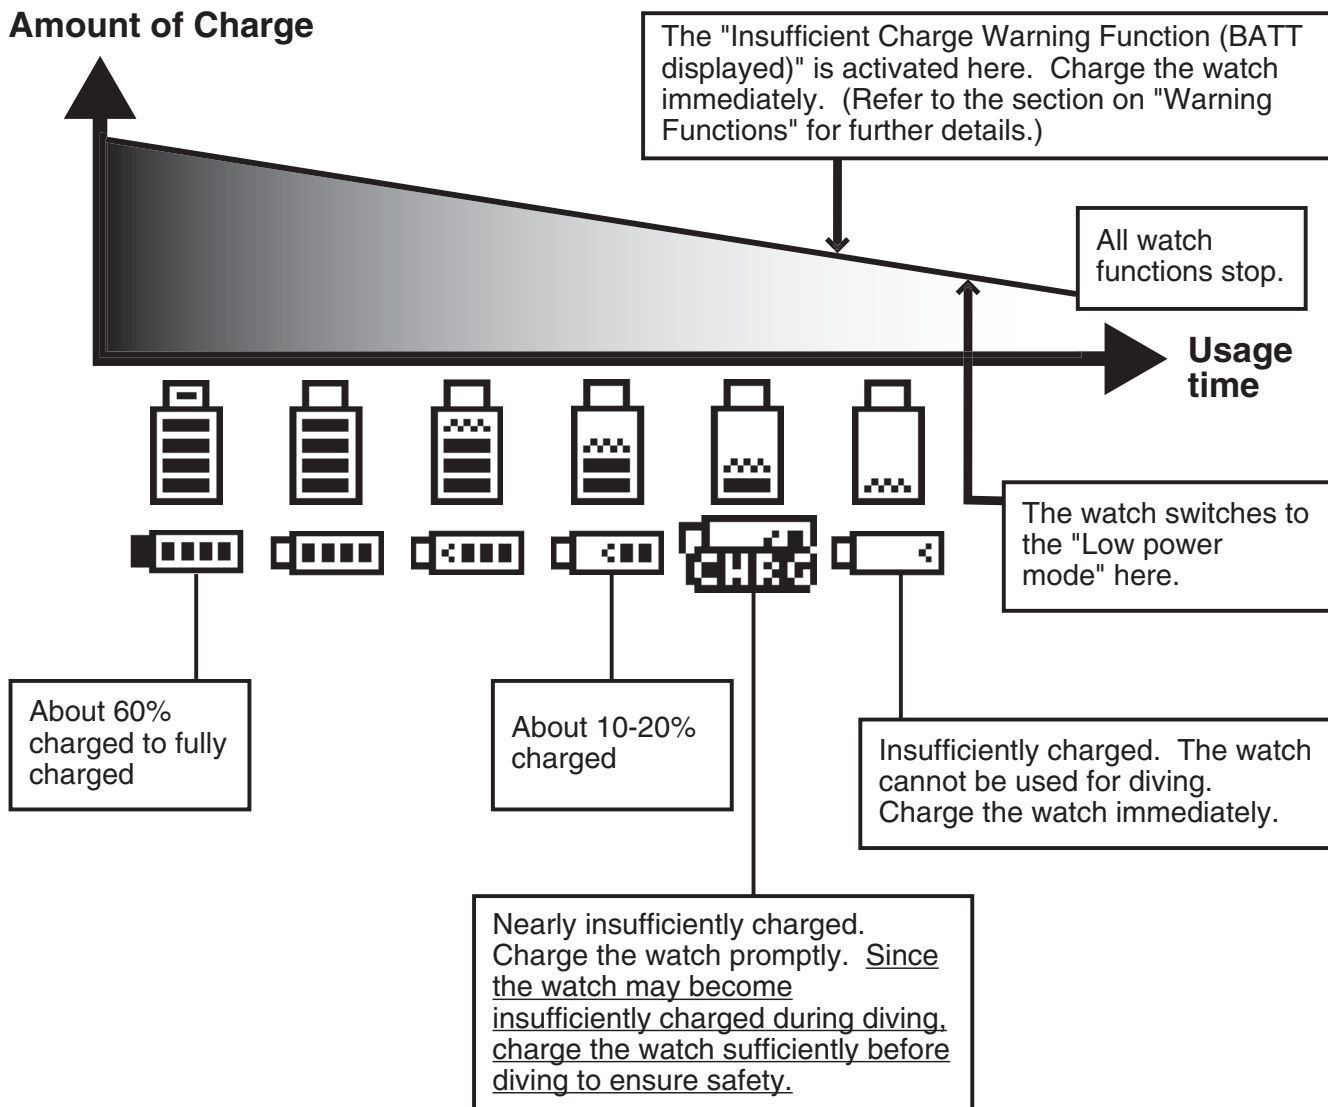 Amount of Charge
The "Insufficient Charge Warning Function (BATT
displayed)" is activated here.  Charge the watch
immediately.  (Refer to the section on "Warning
Functions" for further details.)
All watch
functions stop.
Usage
time
CHRG
The watch switches to
the "Low power
mode" here.
About 60%
charged to fully
charged
About 10-20%
charged
Insufficiently charged.  The watch
cannot be used for diving.
Charge the watch immediately.
Nearly insufficiently charged.
Charge the watch promptly.  Since
the watch may become
insufficiently charged during diving,
charge the watch sufficiently before
diving to ensure safety.